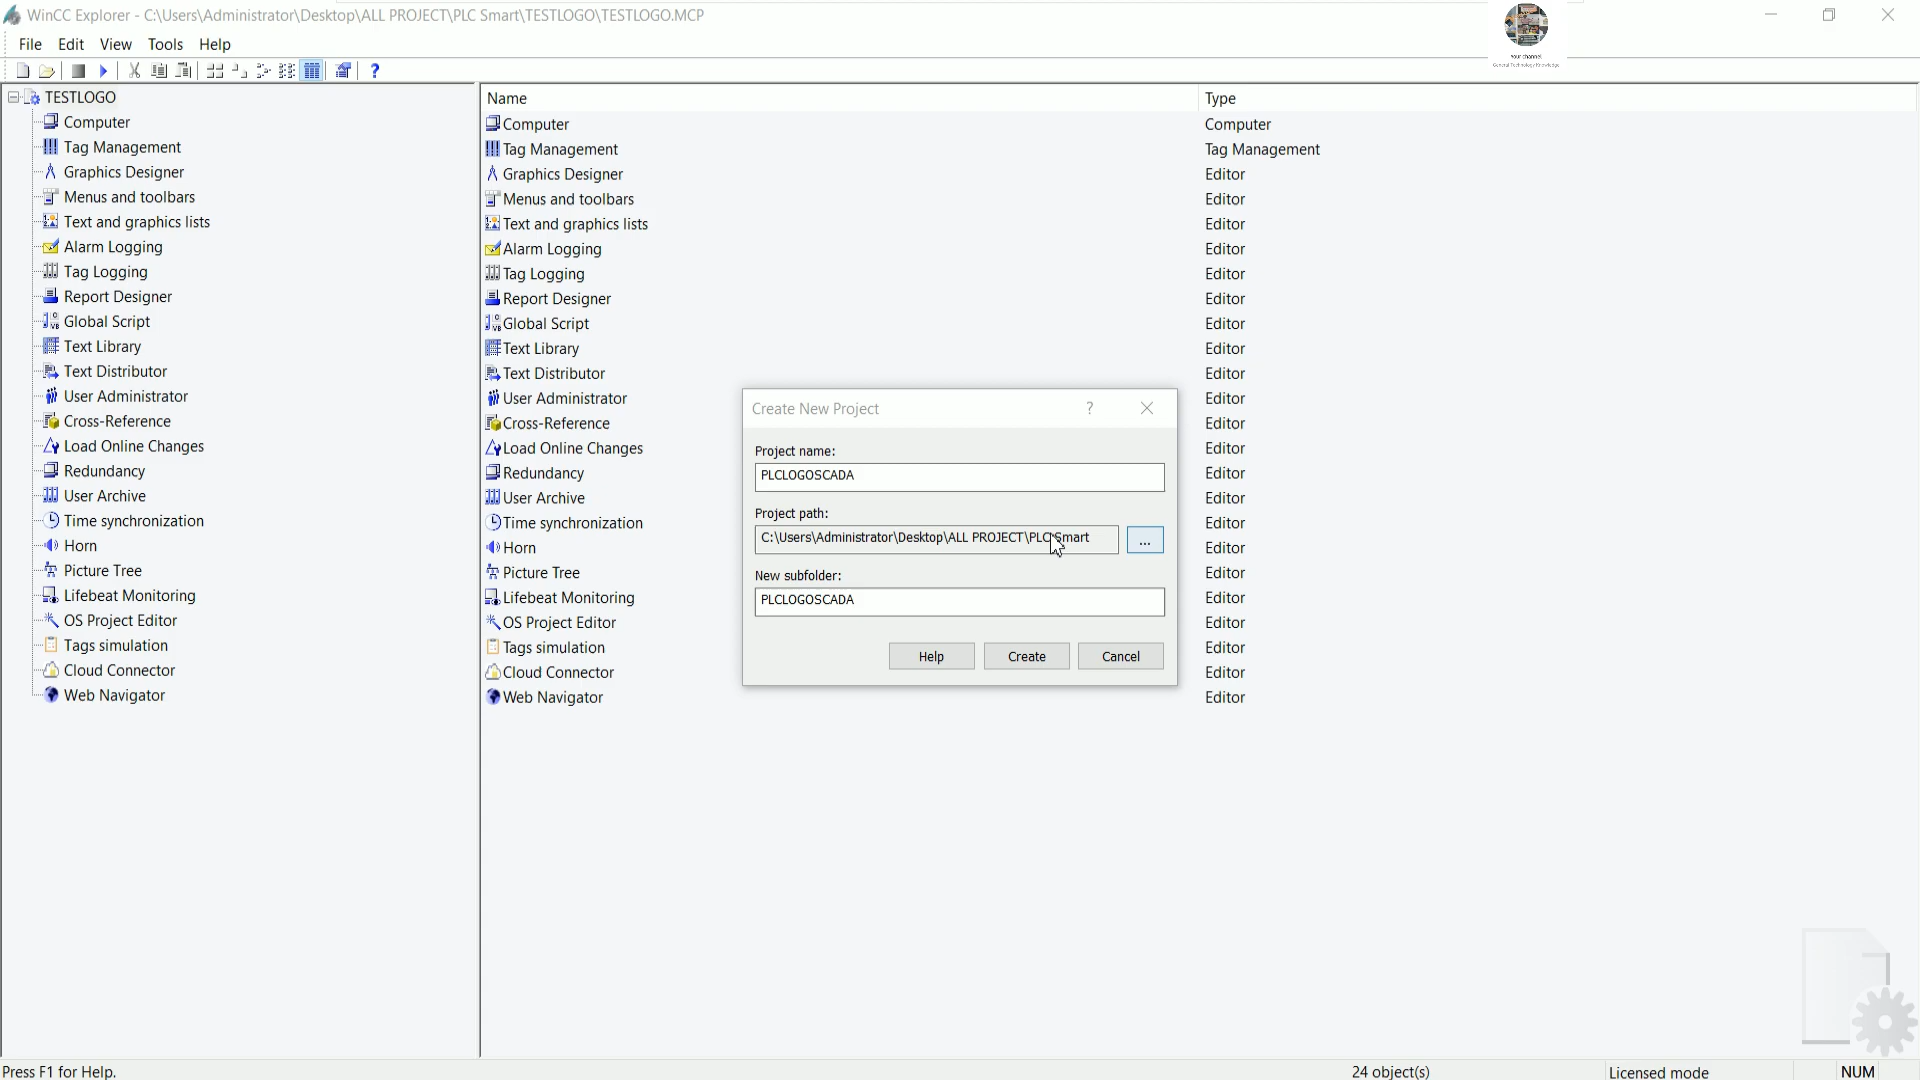 WinCC Explorer - C:\Users\Administrator\Desktop\ALL PROJECT\PLC Smart\TESTLOGO\TESTLOGO.MCP
Your channel
General Technology Knowledge
File Edit View Tools Help
TESTLOGO
Computer
Tag Management
Graphics Designer
Menus and toolbars
Text and graphics lists
Alarm Logging
Tag Logging
Report Designer
Global Script
Text Library
Text Distributor
User Administrator
Cross-Reference
Load Online Changes
Redundancy
User Archive
Time synchronization
Horn
Picture Tree
Lifebeat Monitoring
OS Project Editor
Tags simulation
Cloud Connector
Web Navigator
Name Type
Computer Computer
Tag Management Tag Management
Graphics Designer Editor
Menus and toolbars Editor
Text and graphics lists Editor
Alarm Logging Editor
Tag Logging Editor
Report Designer Editor
Global Script Editor
Text Library Editor
Text Distributor Editor
User Administrator Editor
Cross-Reference Editor
Load Online Changes Editor
Redundancy Editor
User Archive Editor
Time synchronization Editor
Horn Editor
Picture Tree Editor
Lifebeat Monitoring Editor
OS Project Editor Editor
Tags simulation Editor
Cloud Connector Editor
Web Navigator Editor
Create New Project
Project name:
PLCLOGOSCADA
Project path:
C:\Users\Administrator\Desktop\ALL PROJECT\PLC Smart ...
New subfolder:
PLCLOGOSCADA
Help Create Cancel
Press F1 for Help. 24 object(s) Licensed mode NUM